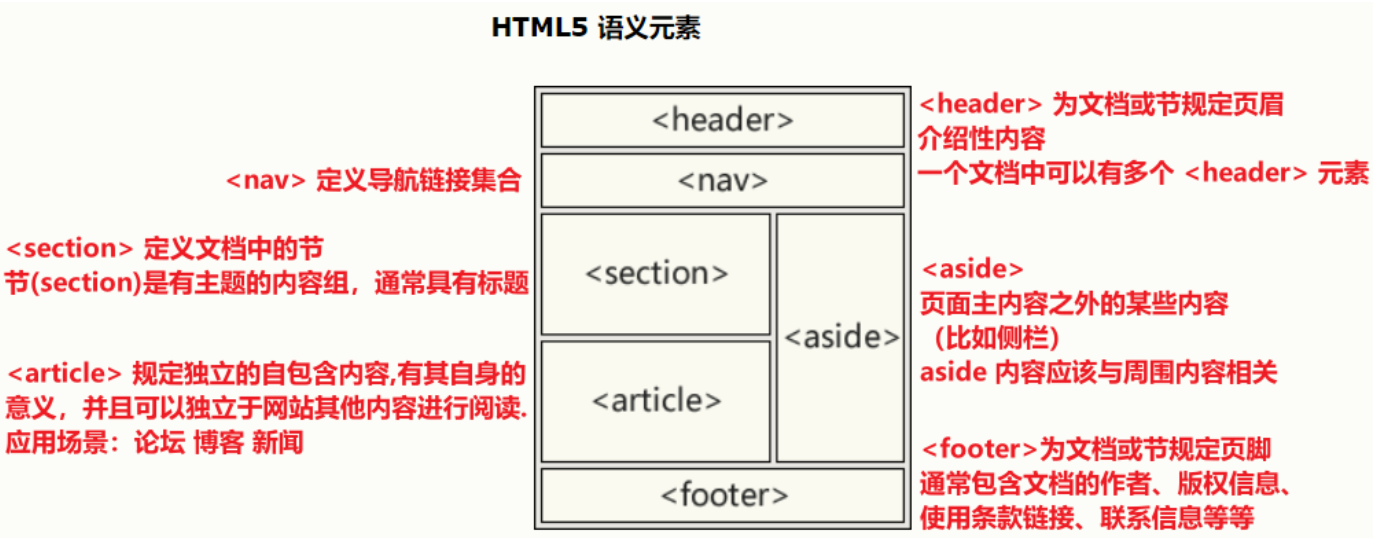 HTML5 语义元素
<header>
<header> 为文档或节规定页眉
介绍性内容
一个文档中可以有多个 <header> 元素
<nav> 定义导航链接集合
<nav>
<section> 定义文档中的节
节(section)是有主题的内容组，通常具有标题
<section>
<aside>
<aside>
页面主内容之外的某些内容
（比如侧栏）
aside 内容应该与周围内容相关
<article> 规定独立的自包含内容,有其自身的
意义，并且可以独立于网站其他内容进行阅读.
应用场景：论坛 博客 新闻
<article>
<footer>
<footer>为文档或节规定页脚
通常包含文档的作者、版权信息、
使用条款链接、联系信息等等